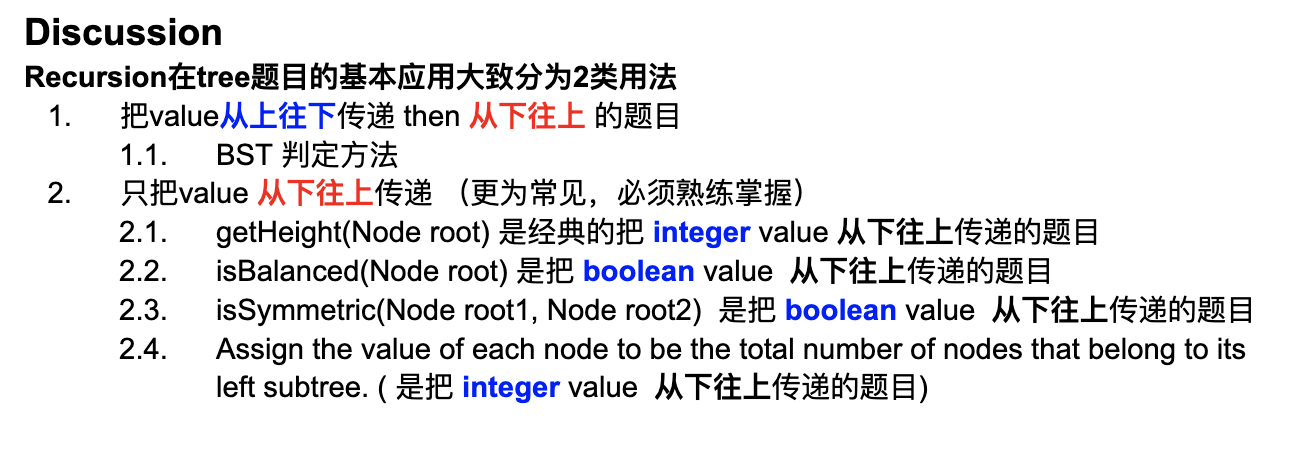 Discussion
Recursion在tree题目的基本应用大致分为2类用法
1. 把value从上往下传递 then 从下往上 的题目
1.1. BST 判定方法
2. 只把value 从下往上传递 （更为常见，必须熟练掌握）
2.1. getHeight(Node root) 是经典的把 integer value 从下往上传递的题目
2.2. isBalanced(Node root) 是把 boolean value 从下往上传递的题目
2.3. isSymmetric(Node root1, Node root2) 是把 boolean value 从下往上传递的题目
2.4. Assign the value of each node to be the total number of nodes that belong to its
left subtree. ( 是把 integer value 从下往上传递的题目)